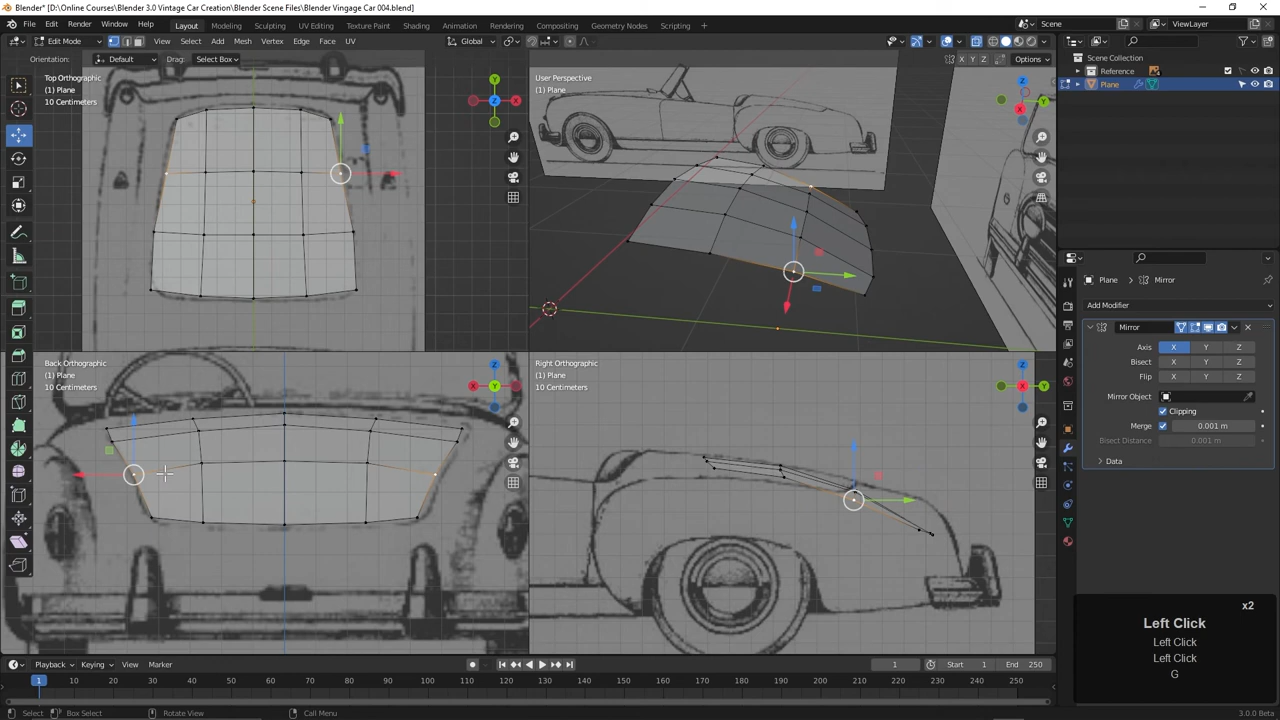 Blender* [D:\Online Courses\Blender 3.0 Vintage Car Creation\Blender Scene Files\Blender Vingage Car 004.blend]
File Edit Render Window Help Layout Modeling Sculpting UV Editing Texture Paint Shading Animation Rendering Compositing Geometry Nodes Scripting Scene ViewLayer
Edit Mode View Select Add Mesh Vertex Edge Face UV Global
Orientation: Default Drag: Select Box X Y Z Options
Scene Collection
Reference
Plane
Top Orthographic
(1) Plane
10 Centimeters
User Perspective
(1) Plane
Back Orthographic
(1) Plane
10 Centimeters
Right Orthographic
(1) Plane
10 Centimeters
Plane > Mirror
Add Modifier
Mirror
Axis X Y Z
Bisect X Y Z
Flip X Y Z
Mirror Object
Clipping
Merge 0.001 m
Bisect Distance 0.001 m
Data
x2
Left Click
Left Click
Left Click
G
Playback Keying View Marker 1 Start 1 End 250
1 10 20 30 40 50 60 70 80 90 100 110 120 130 140 150 160 170 180 190 200 210 220 230 240 250
Select Box Select Rotate View Call Menu 3.0.0 Beta